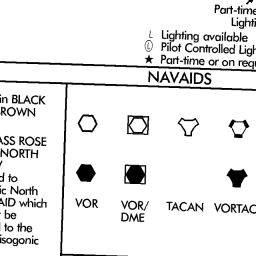 Part-time
Lighti
L Lighting available
Ⓛ Pilot Controlled Ligh
★ Part-time or on requ
NAVAIDS
in BLACK
ROWN
ASS ROSE
NORTH
d to
ic North
AID which
be
l to the
isogonic
VOR
VOR/
DME
TACAN
VORTAC